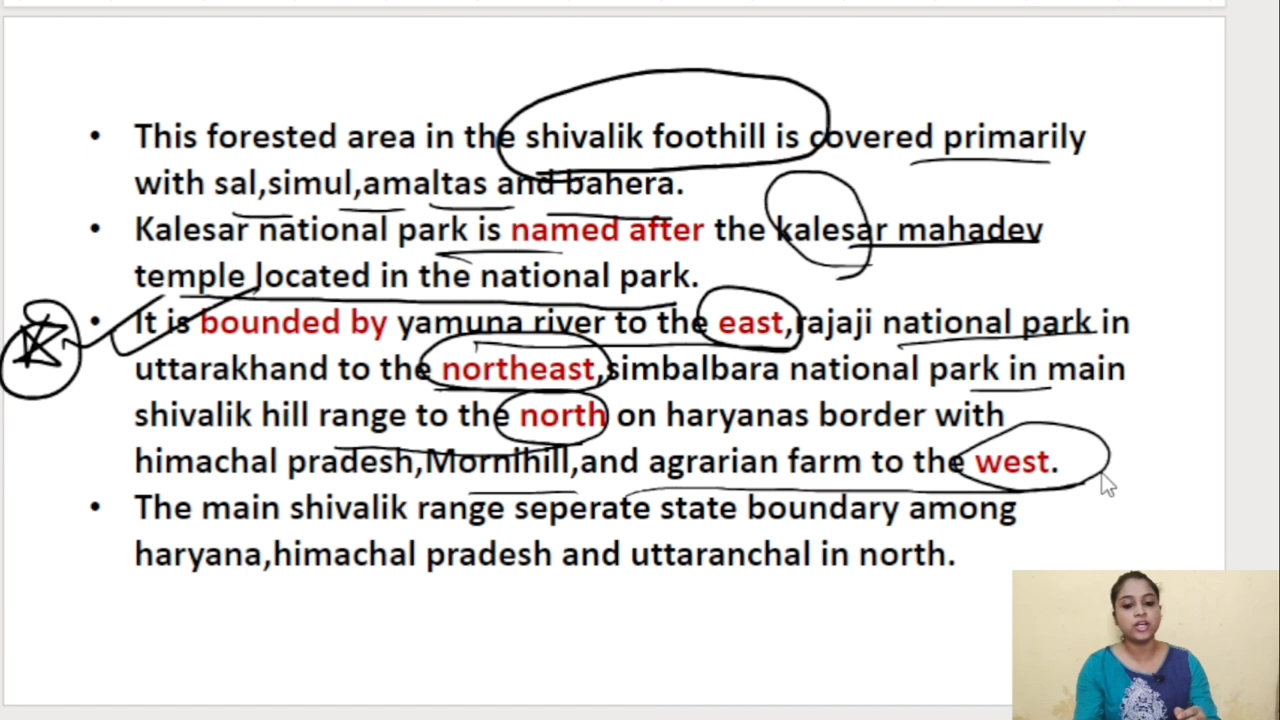 • This forested area in the shivalik foothill is covered primarily
with sal,simul,amaltas and bahera.
• Kalesar national park is named after the kalesar mahadev
temple located in the national park.
• It is bounded by yamuna river to the east,rajaji national park in
uttarakhand to the northeast,simbalbara national park in main
shivalik hill range to the north on haryanas border with
himachal pradesh,Mornihill,and agrarian farm to the west.
• The main shivalik range seperate state boundary among
haryana,himachal pradesh and uttaranchal in north.